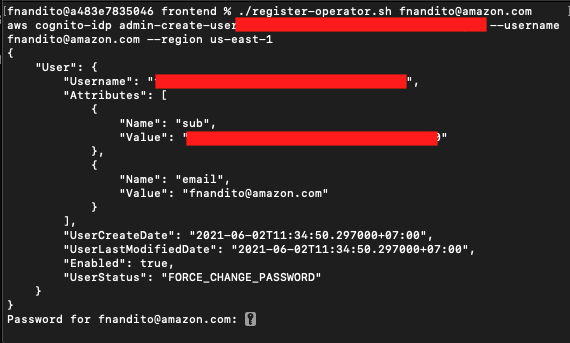 [fnandito@a483e7835046 frontend % ./register-operator.sh fnandito@amazon.com
aws cognito-idp admin-create-user --username
fnandito@amazon.com --region us-east-1
{
"User": {
"Username": "",
"Attributes": [
{
"Name": "sub",
"Value": "0"
},
{
"Name": "email",
"Value": "fnandito@amazon.com"
}
],
"UserCreateDate": "2021-06-02T11:34:50.297000+07:00",
"UserLastModifiedDate": "2021-06-02T11:34:50.297000+07:00",
"Enabled": true,
"UserStatus": "FORCE_CHANGE_PASSWORD"
}
}
Password for fnandito@amazon.com: